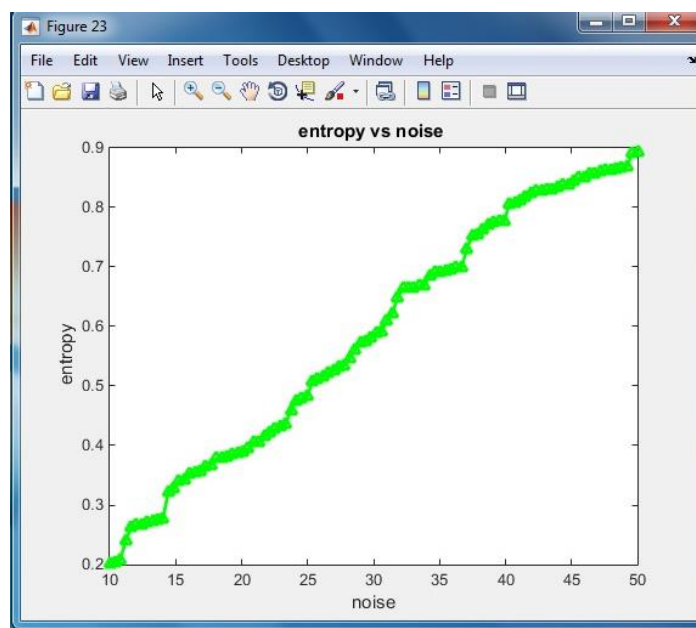 Figure 23
File Edit View Insert Tools Desktop Window Help
entropy vs noise
0.9
0.8
0.7
0.6
0.5
0.4
0.3
0.2
entropy
10 15 20 25 30 35 40 45 50
noise